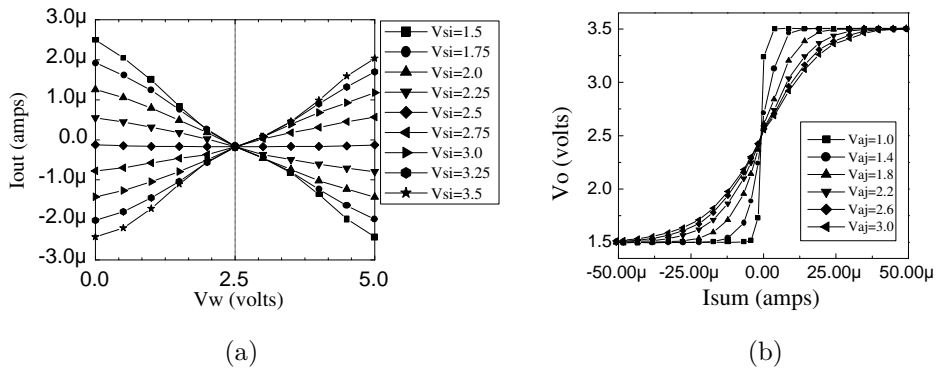 3.0µ
2.0µ
1.0µ
0.0
-1.0µ
-2.0µ
-3.0µ
Iout (amps)
0.0
2.5
5.0
Vw (volts)
Vsi=1.5
Vsi=1.75
Vsi=2.0
Vsi=2.25
Vsi=2.5
Vsi=2.75
Vsi=3.0
Vsi=3.25
Vsi=3.5
(a)
3.5
3.0
2.5
2.0
1.5
Vo (volts)
-50.00µ
-25.00µ
0.00
25.00µ
50.00µ
Isum (amps)
Vaj=1.0
Vaj=1.4
Vaj=1.8
Vaj=2.2
Vaj=2.6
Vaj=3.0
(b)